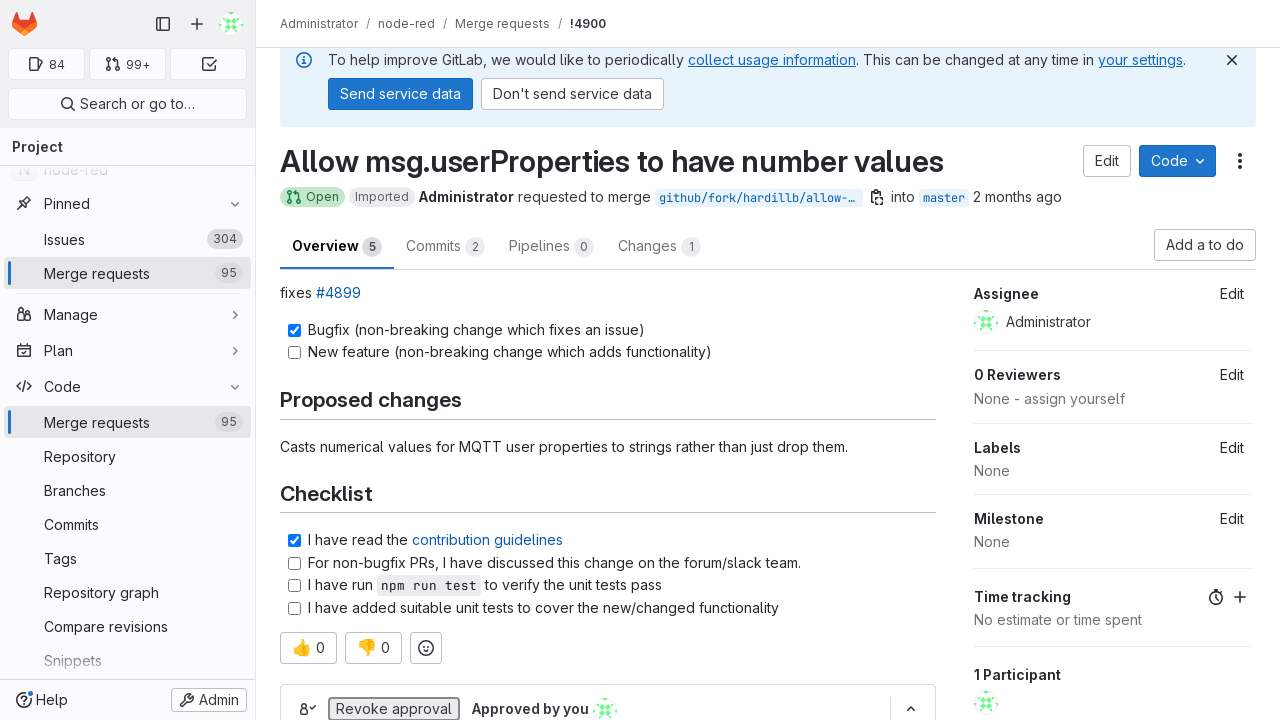 Administrator / node-red / Merge requests / !4900
84
99+
Search or go to…
Project
N node-red
Pinned
Issues 304
Merge requests 95
Manage
Plan
Code
Merge requests 95
Repository
Branches
Commits
Tags
Repository graph
Compare revisions
Snippets
Help
Admin
To help improve GitLab, we would like to periodically collect usage information. This can be changed at any time in your settings.
Send service data
Don't send service data
Allow msg.userProperties to have number values
Edit
Code
Open Imported Administrator requested to merge github/fork/hardillb/allow-… into master 2 months ago
Overview 5
Commits 2
Pipelines 0
Changes 1
Add a to do
fixes #4899
Bugfix (non-breaking change which fixes an issue)
New feature (non-breaking change which adds functionality)
Proposed changes
Casts numerical values for MQTT user properties to strings rather than just drop them.
Checklist
I have read the contribution guidelines
For non-bugfix PRs, I have discussed this change on the forum/slack team.
I have run npm run test to verify the unit tests pass
I have added suitable unit tests to cover the new/changed functionality
👍 0
👎 0
Revoke approval
Approved by you
Assignee
Edit
Administrator
0 Reviewers
Edit
None - assign yourself
Labels
Edit
None
Milestone
Edit
None
Time tracking
No estimate or time spent
1 Participant